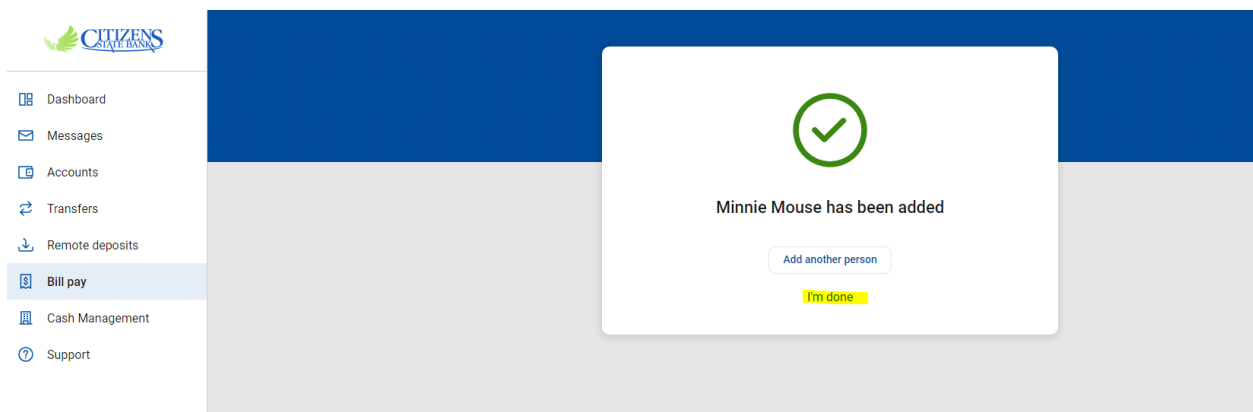 CITIZENS
STATE BANKS
Dashboard
Messages
Accounts
Transfers
Remote deposits
Bill pay
Cash Management
Support
Minnie Mouse has been added
Add another person
I'm done